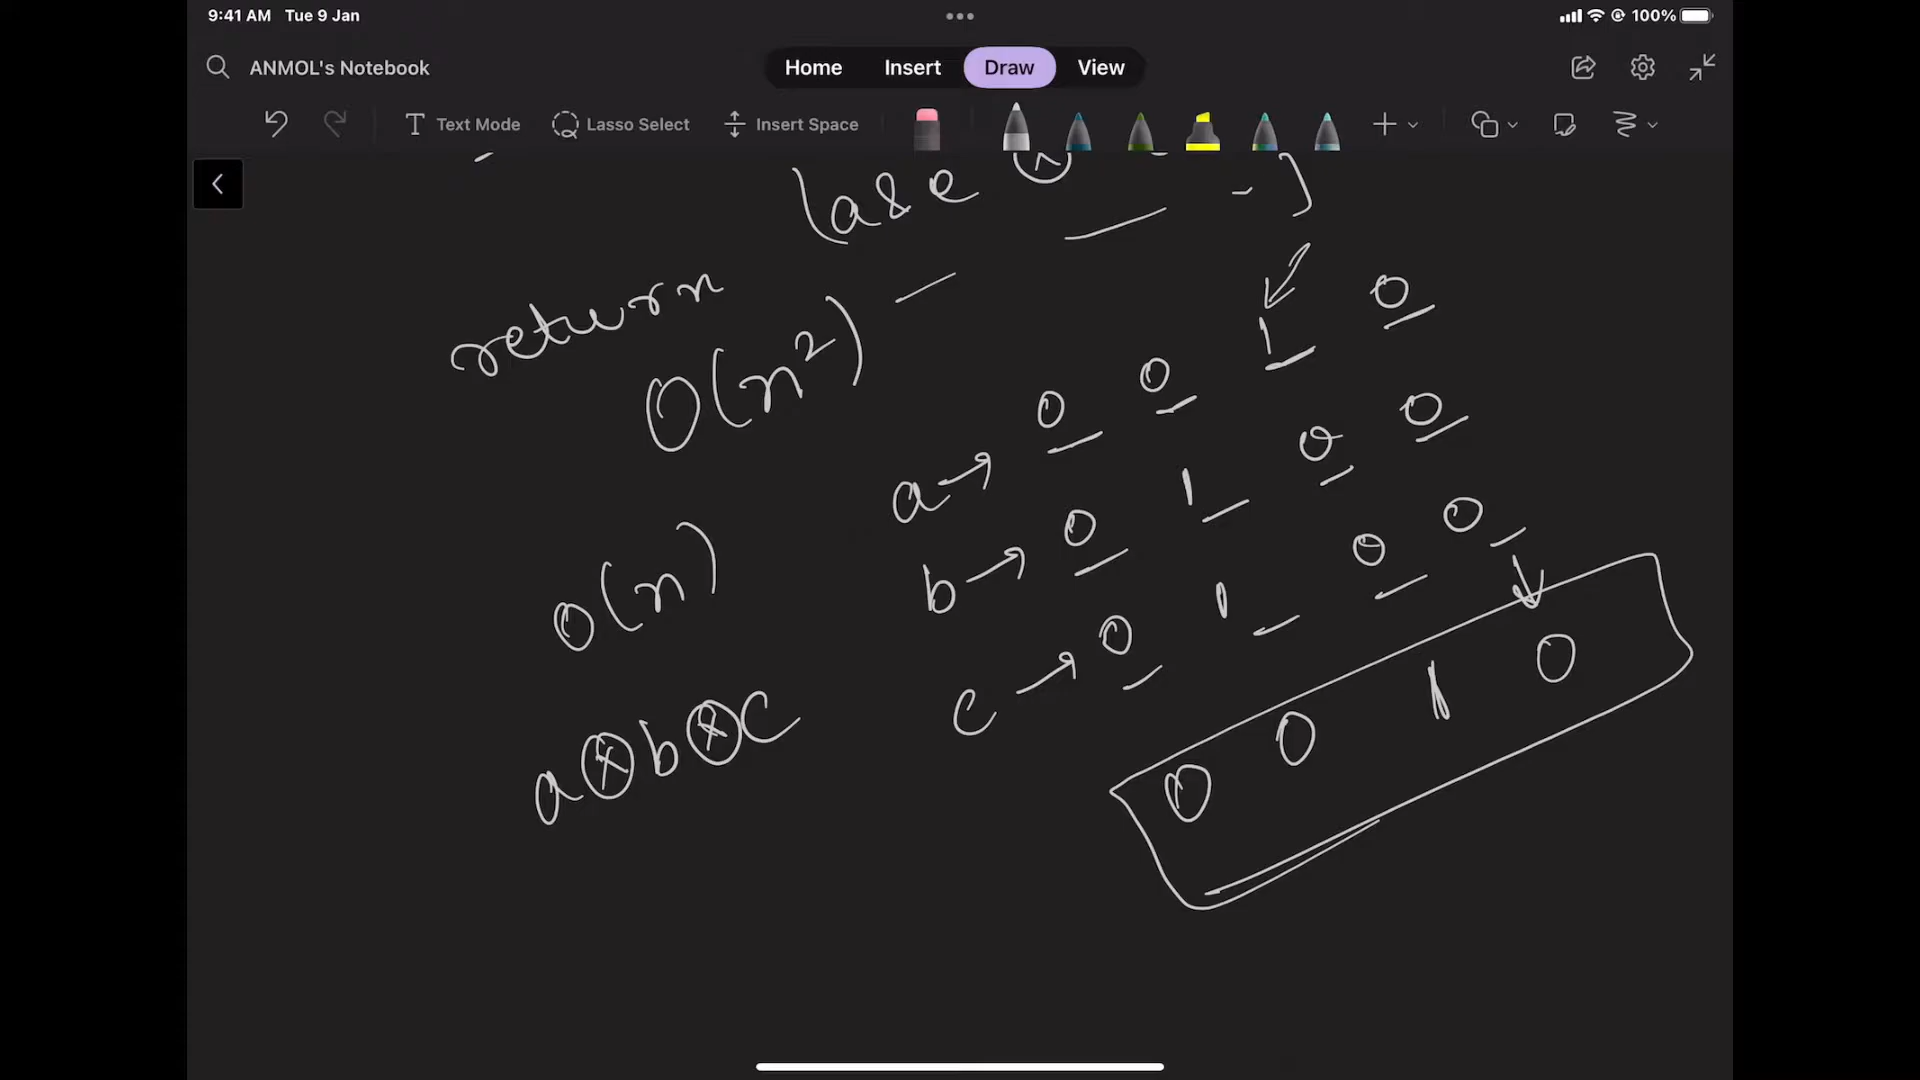 9:41 AM Tue 9 Jan
100%
ANMOL's Notebook
Home Insert Draw View
Text Mode Lasso Select Insert Space
return
O(n²)
a → 0 0 1 0
b → 0 1 0 0
O(n)
c → 0 1 0 0
a ⊗ b ⊗ c
0 0 1 0